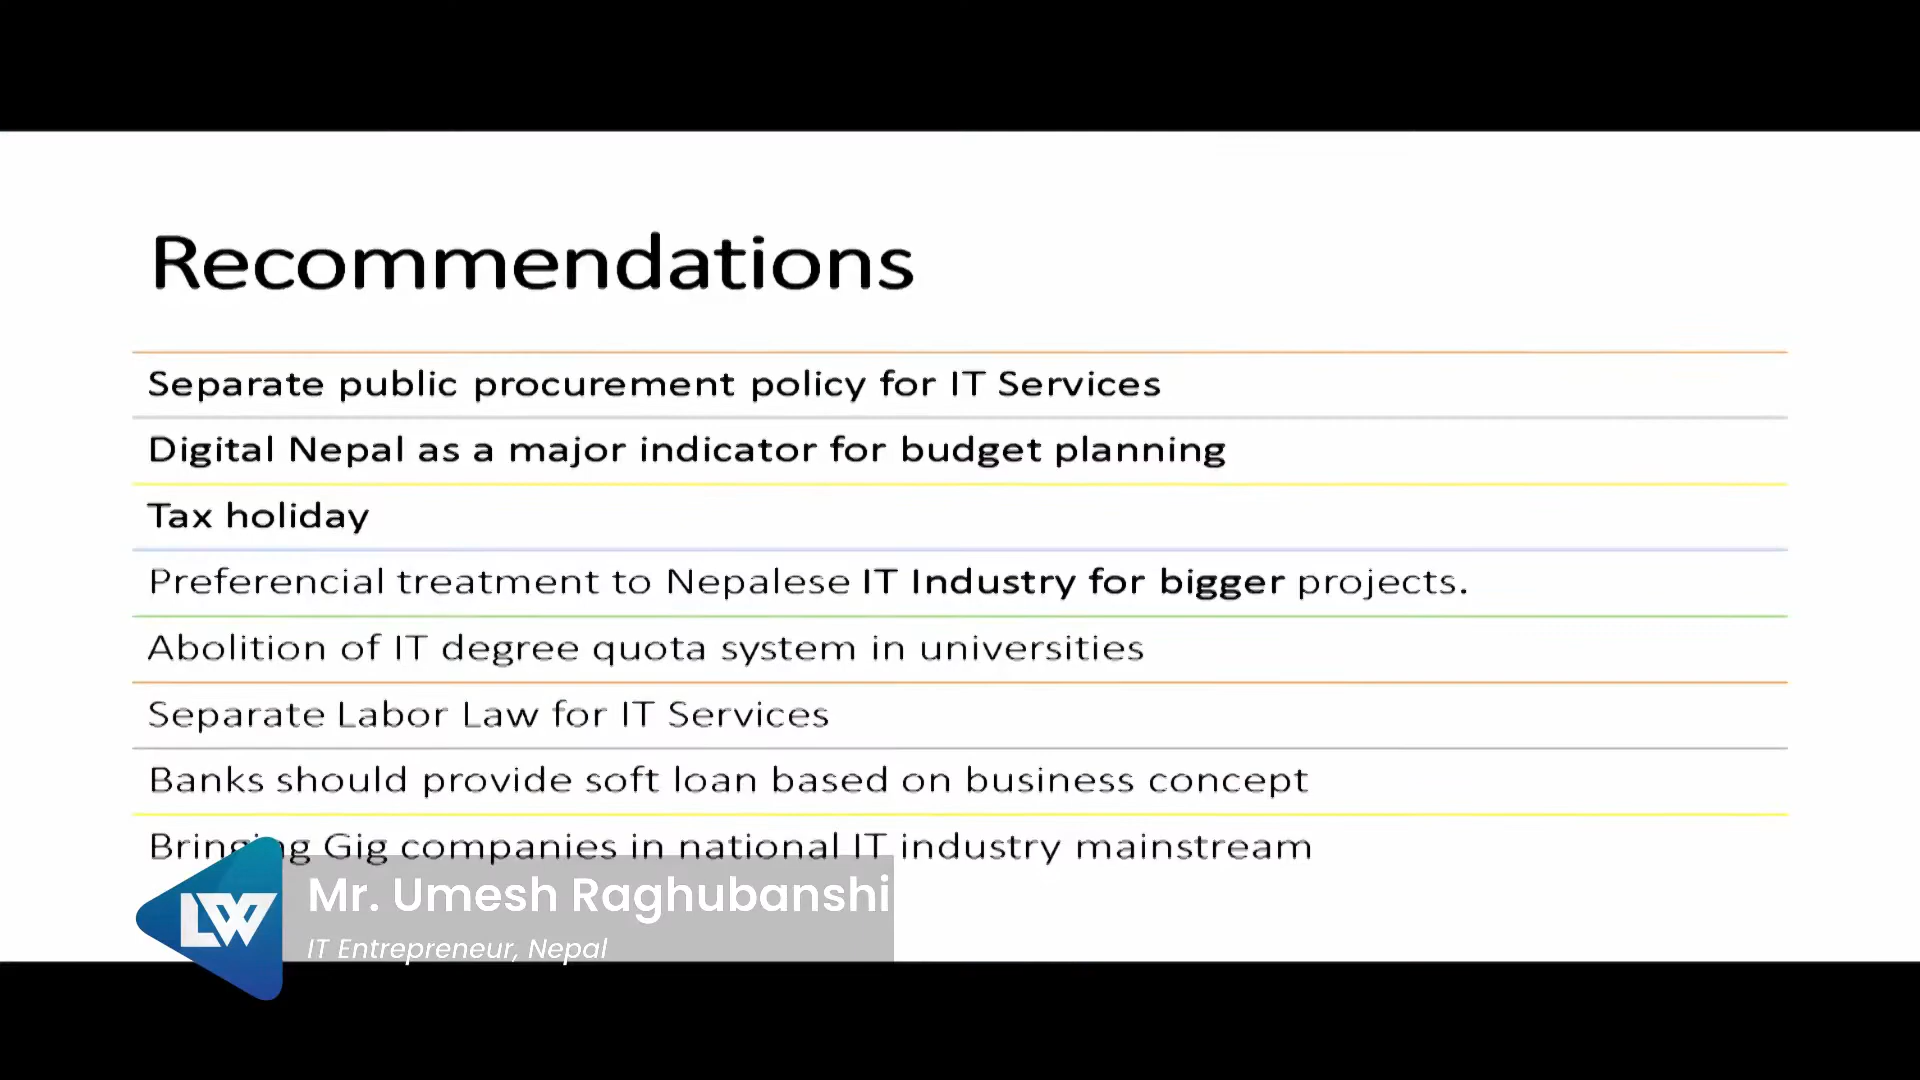 Recommendations
Separate public procurement policy for IT Services
Digital Nepal as a major indicator for budget planning
Tax holiday
Preferencial treatment to Nepalese IT Industry for bigger projects.
Abolition of IT degree quota system in universities
Separate Labor Law for IT Services
Banks should provide soft loan based on business concept
Bringing Gig companies in national IT industry mainstream
LW
Mr. Umesh Raghubanshi
IT Entrepreneur, Nepal